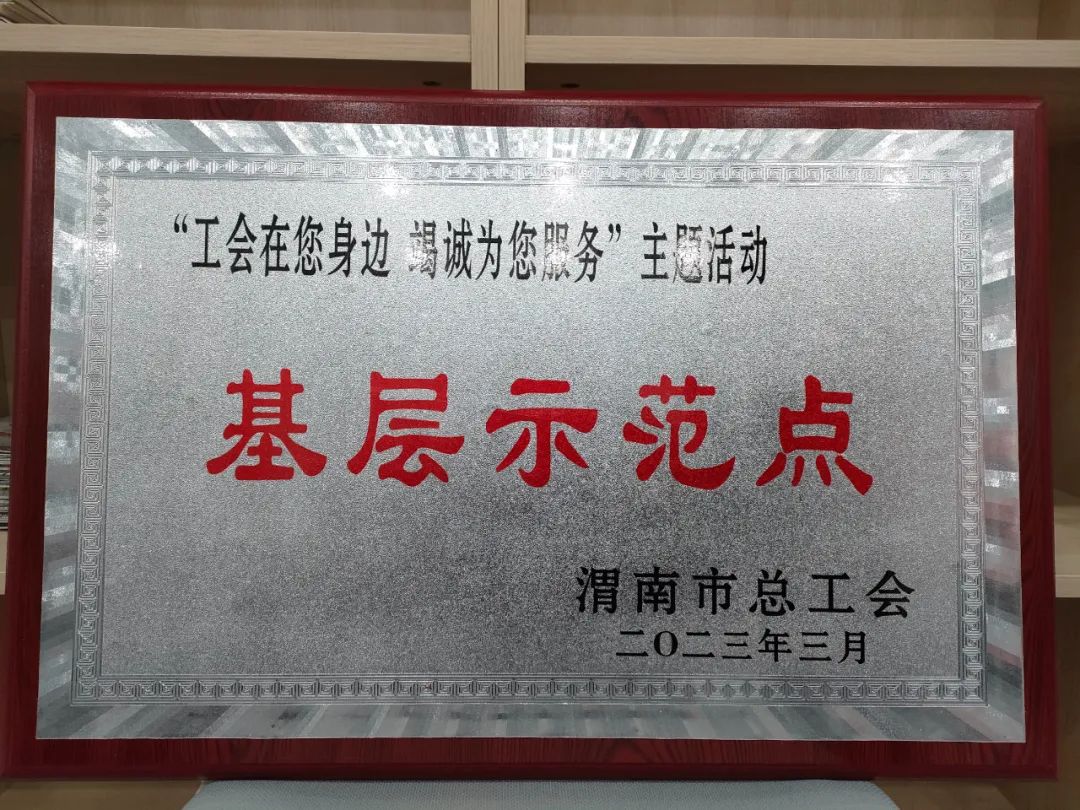 “工会在您身边 竭诚为您服务”主题活动
基层示范点
渭南市总工会
二〇二三年三月